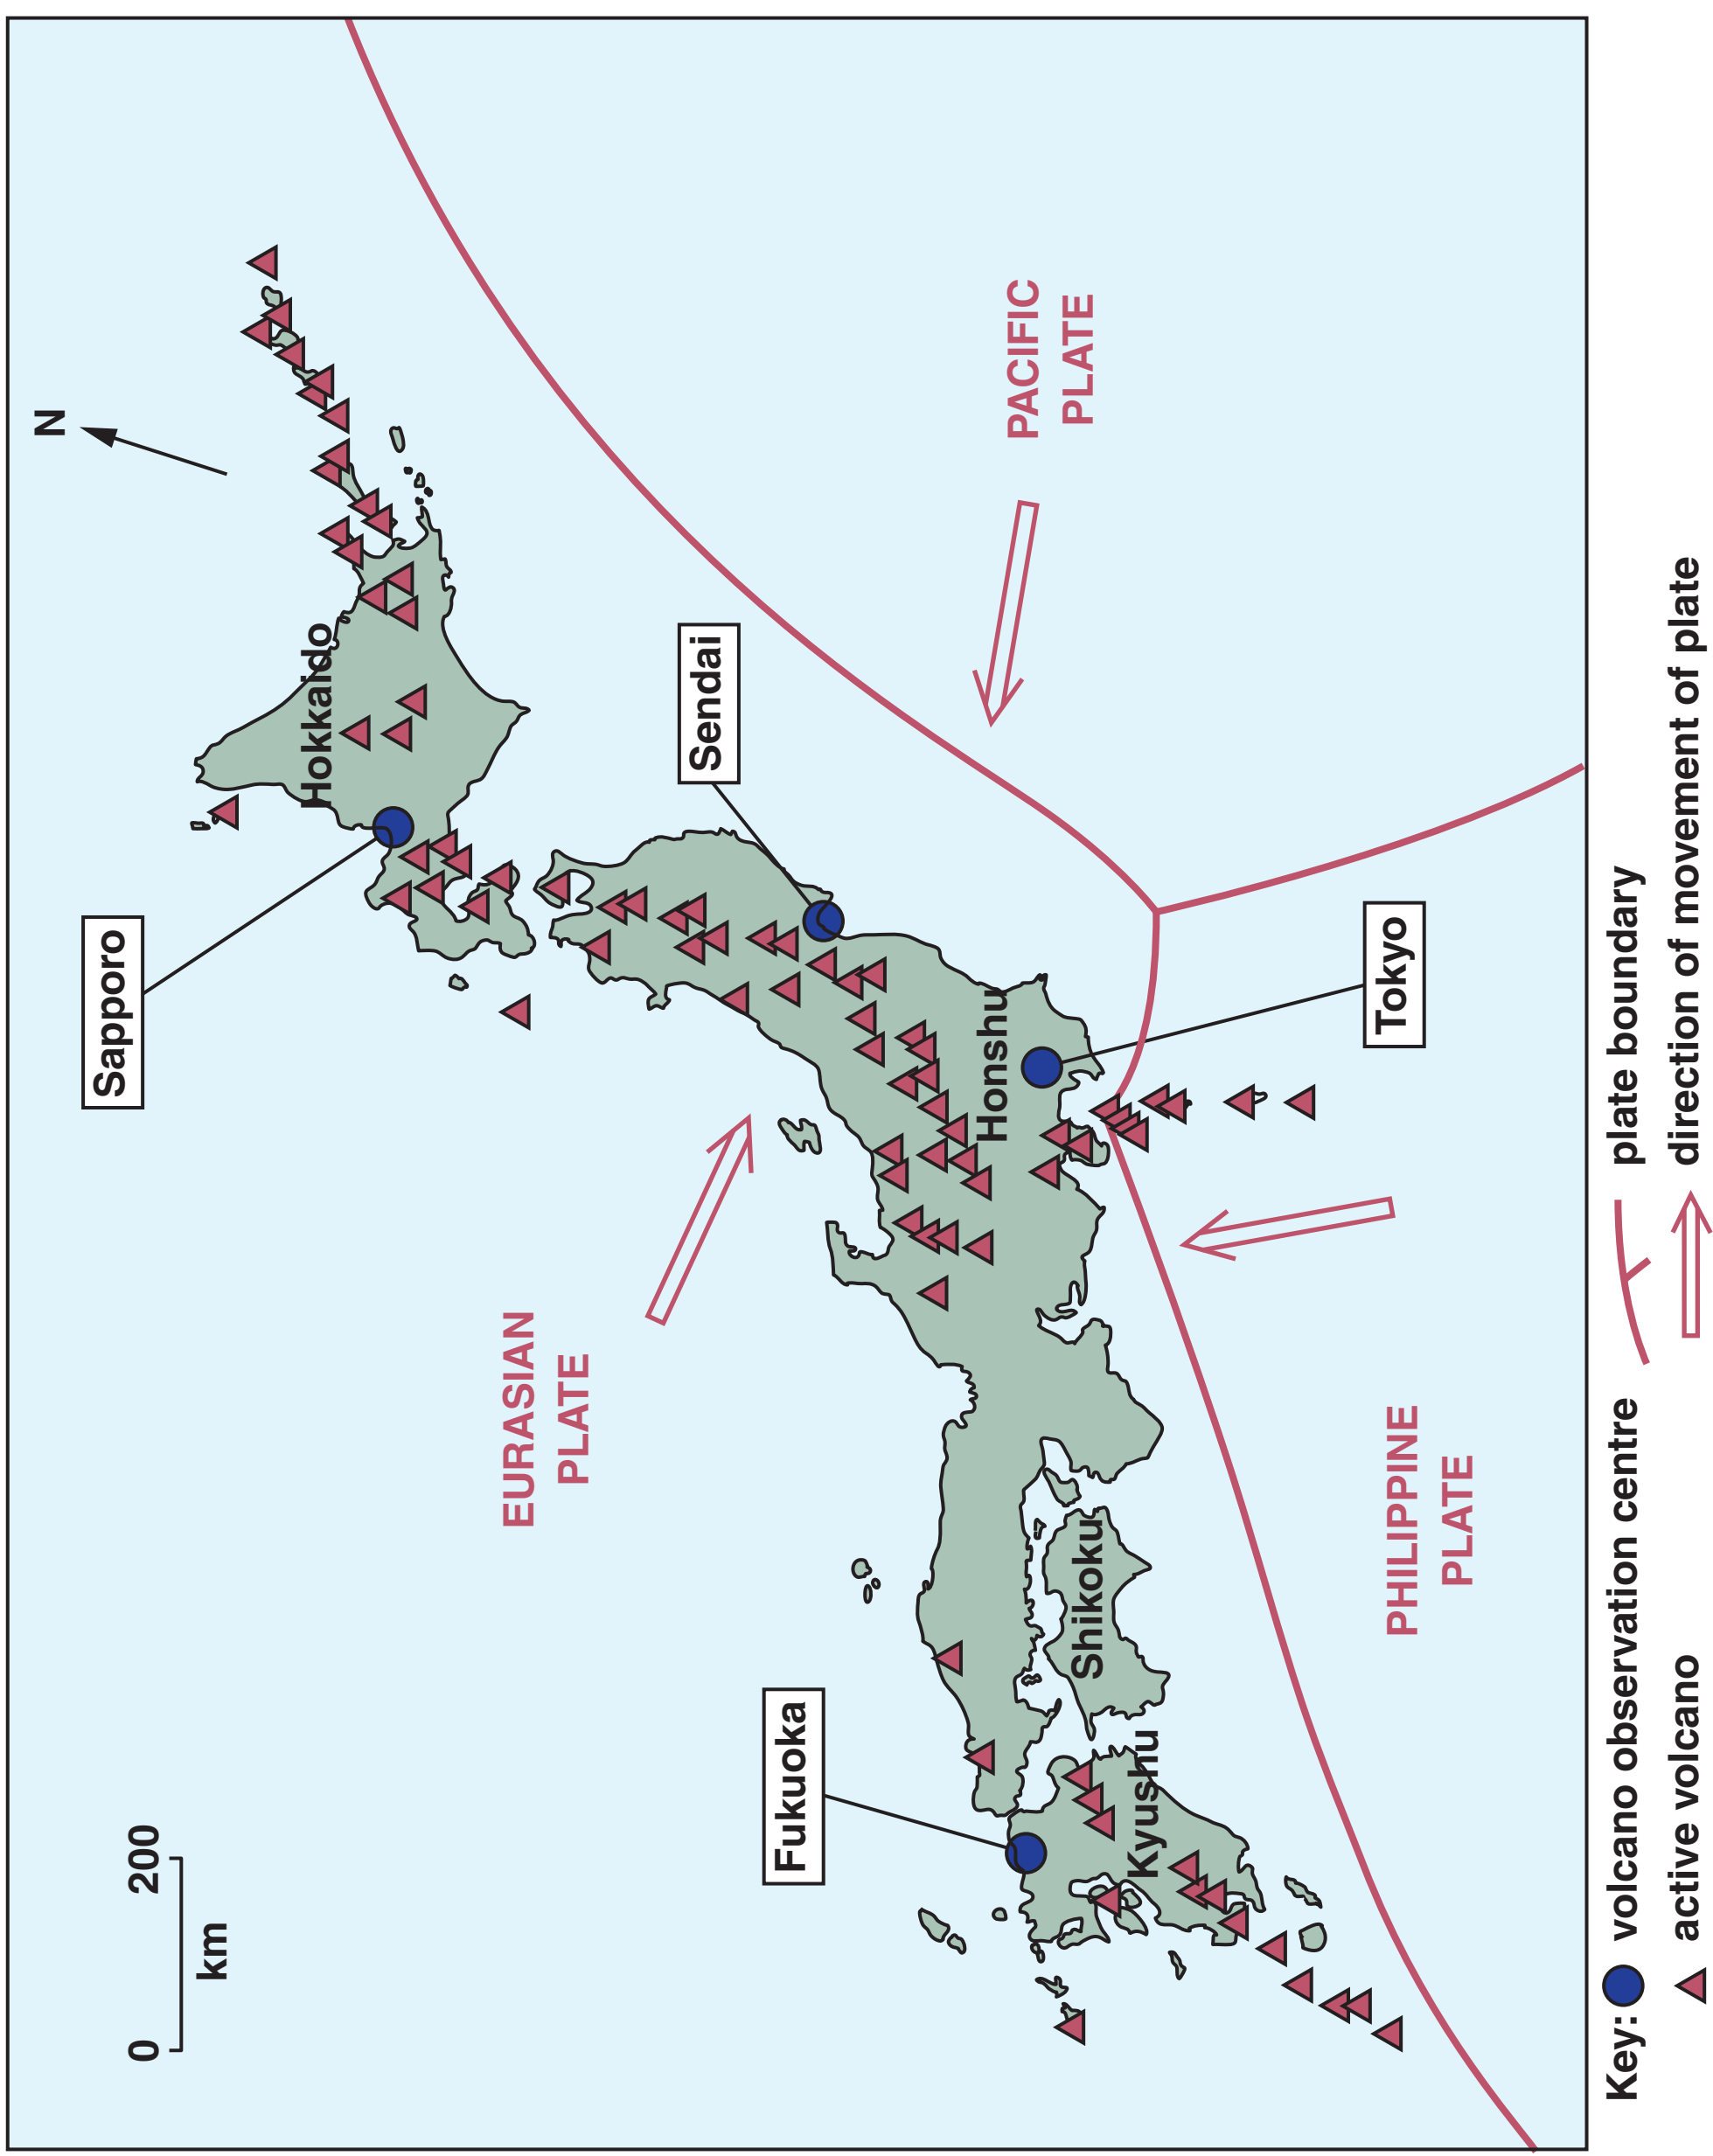 0 200
km
N
Sapporo
Hokkaido
Sendai
EURASIAN
PLATE
PACIFIC
PLATE
Fukuoka
Honshu
Tokyo
Shikoku
Kyushu
PHILIPPINE
PLATE
Key: volcano observation centre
plate boundary
active volcano
direction of movement of plate